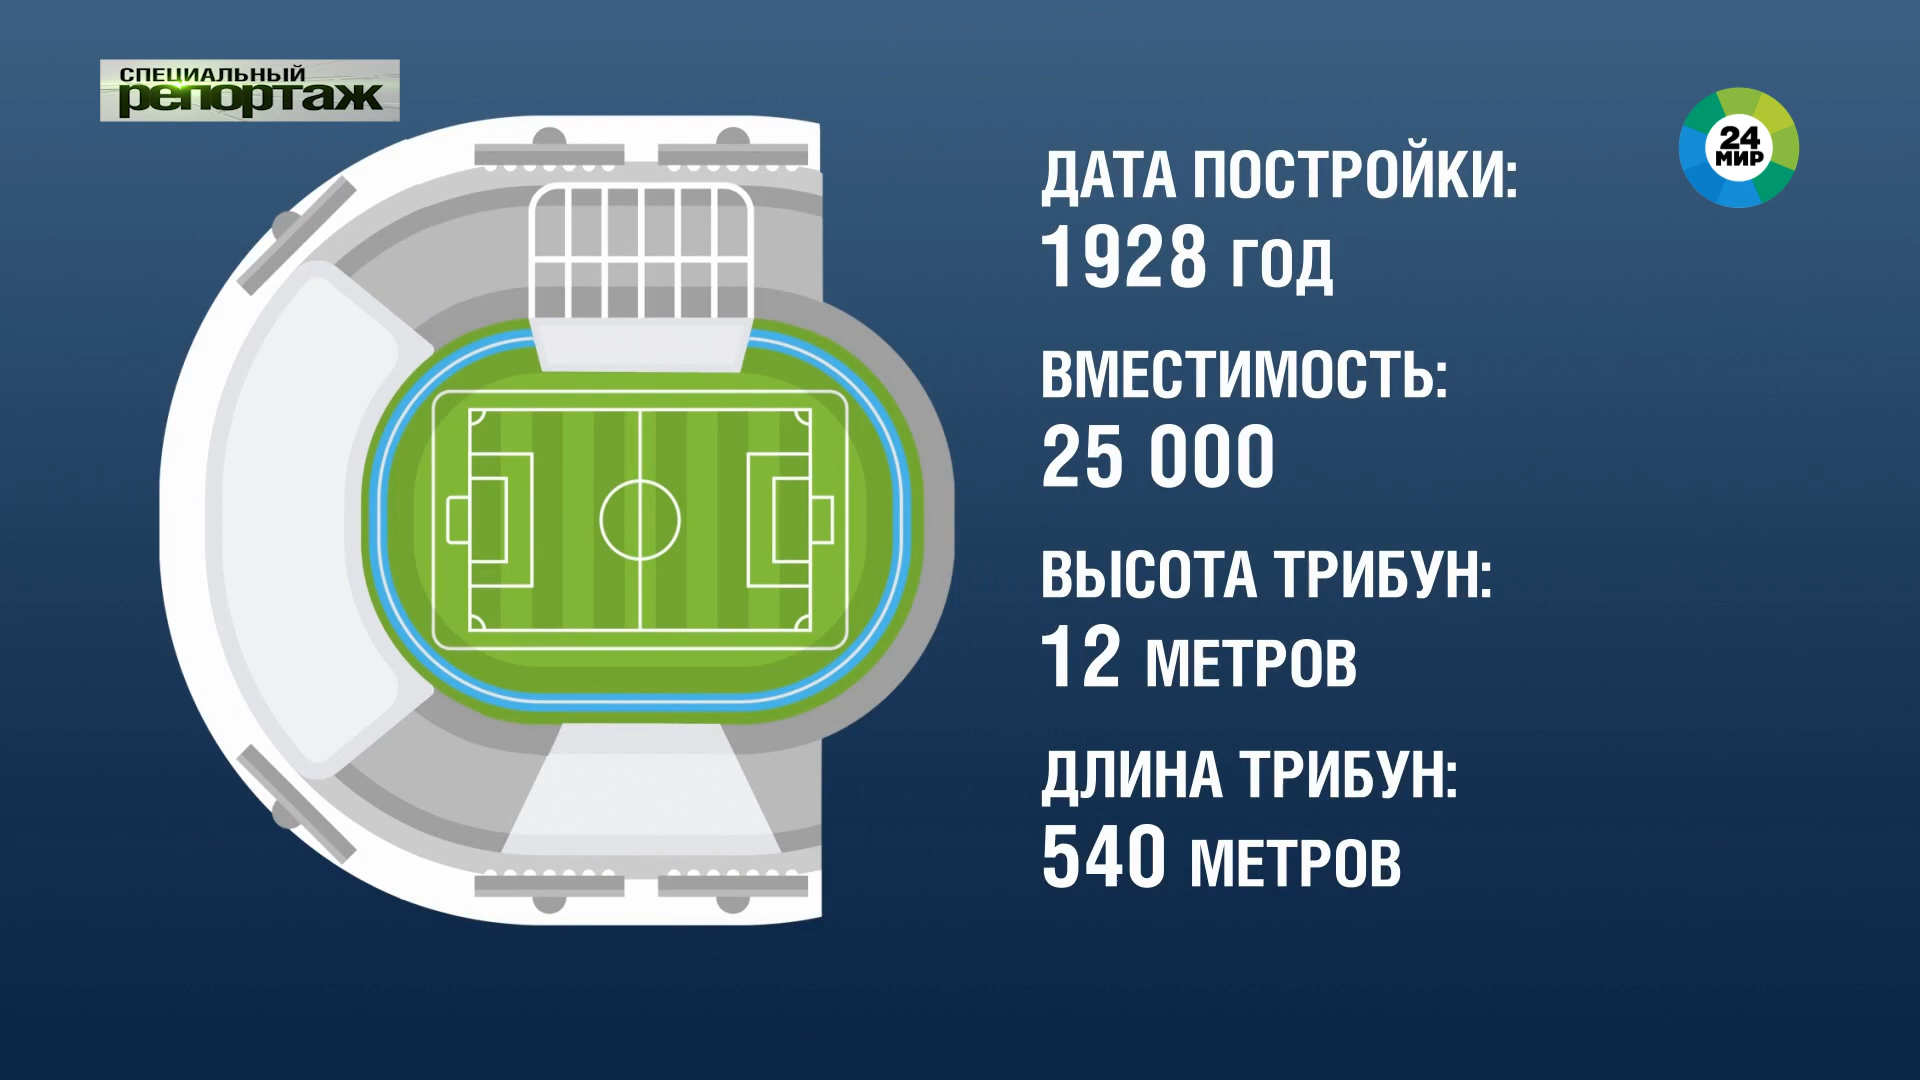 СПЕЦИАЛЬНЫЙ
репортаж
24
МИР
ДАТА ПОСТРОЙКИ:
1928 ГОД
ВМЕСТИМОСТЬ:
25 000
ВЫСОТА ТРИБУН:
12 МЕТРОВ
ДЛИНА ТРИБУН:
540 МЕТРОВ